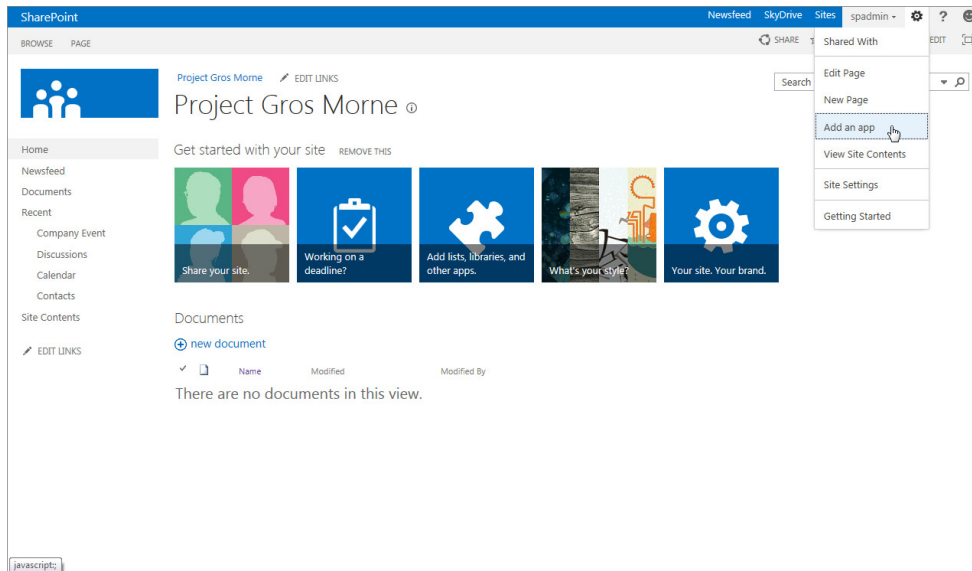 SharePoint
Newsfeed SkyDrive Sites spadmin ?
BROWSE PAGE
SHARE
EDIT
Shared With
Edit Page
New Page
Add an app
View Site Contents
Site Settings
Getting Started
Project Gros Morne EDIT LINKS
Search
Project Gros Morne
Home
Newsfeed
Documents
Recent
Company Event
Discussions
Calendar
Contacts
Site Contents
EDIT LINKS
Get started with your site REMOVE THIS
Share your site.
Working on a
deadline?
Add lists, libraries, and
other apps.
What's your style?
Your site. Your brand.
Documents
new document
Name Modified Modified By
There are no documents in this view.
javascript:;